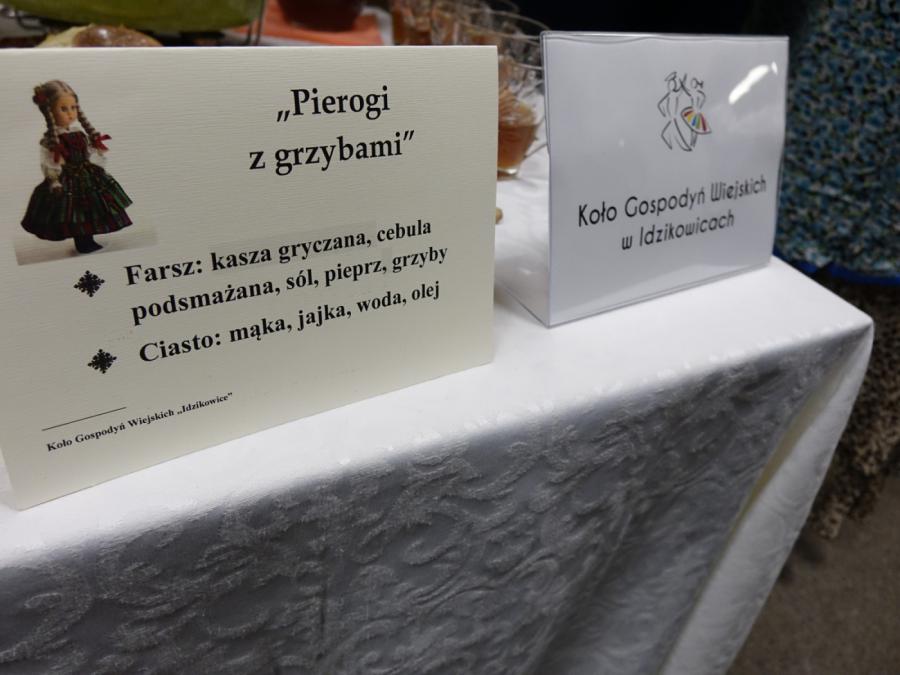 „Pierogi
z grzybami”
Farsz: kasza gryczana, cebula
podsmażana, sól, pieprz, grzyby
Ciasto: mąka, jajka, woda, olej
Koło Gospodyń Wiejskich „Idzikowice”
Koło Gospodyń Wiejskich
w Idzikowicach